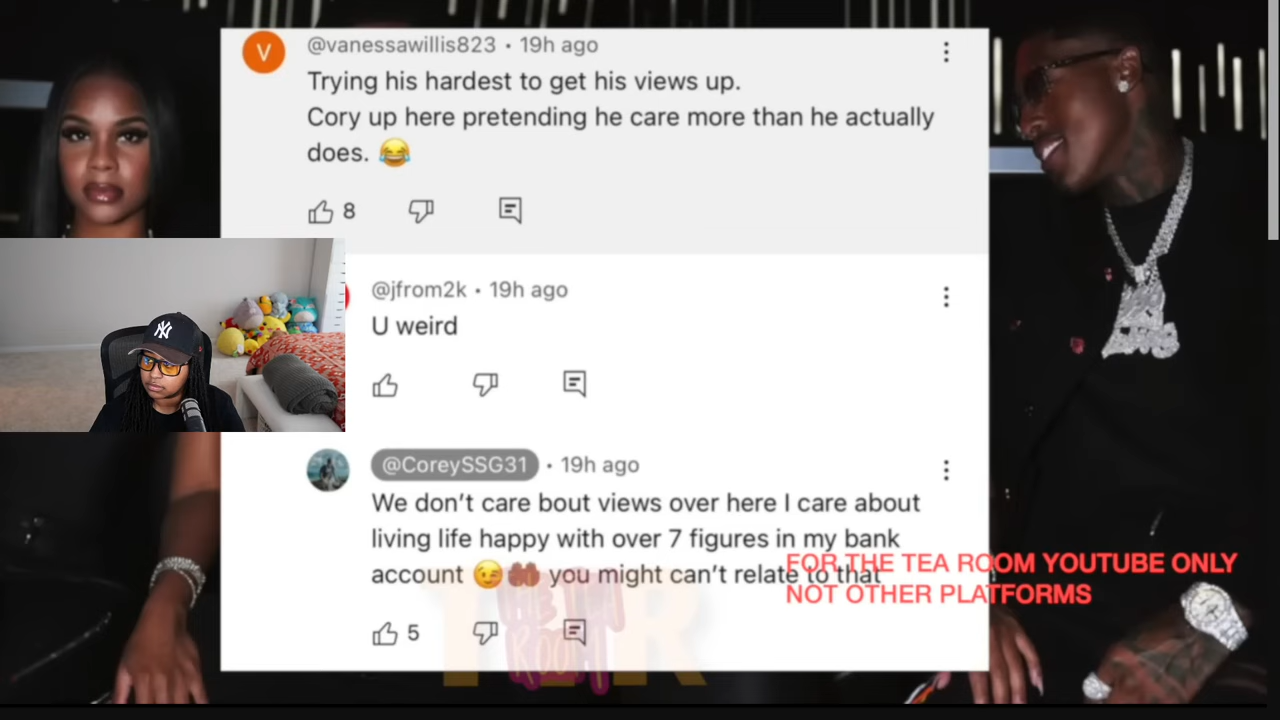 V
@vanessawillis823 • 19h ago
Trying his hardest to get his views up.
Cory up here pretending he care more than he actually
does. 😂
8
@jfrom2k • 19h ago
U weird
@CoreySSG31 • 19h ago
We don’t care bout views over here I care about
living life happy with over 7 figures in my bank
account 😉🤎 you might can’t relate to that
5
FOR THE TEA ROOM YOUTUBE ONLY
NOT OTHER PLATFORMS
THE TEA
ROOM